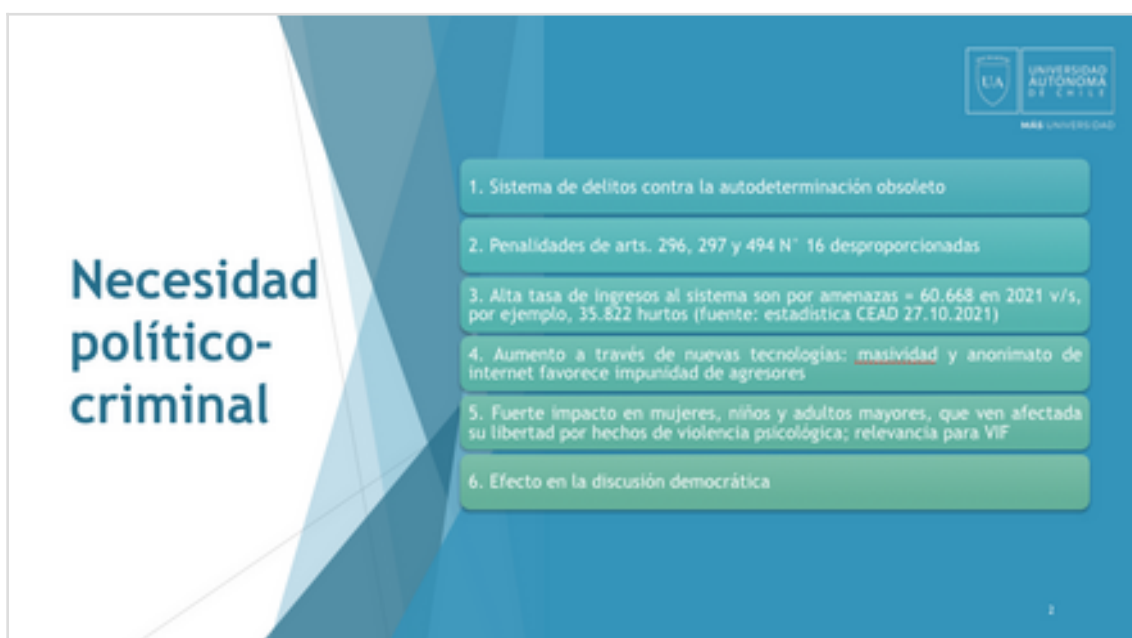 UA
UNIVERSIDAD
AUTÓNOMA
DE CHILE
MÁS UNIVERSIDAD
Necesidad
político-
criminal
1. Sistema de delitos contra la autodeterminación obsoleto
2. Penalidades de arts. 296, 297 y 494 N° 16 desproporcionadas
3. Alta tasa de ingresos al sistema son por amenazas = 60.668 en 2021 v/s,
por ejemplo, 35.822 hurtos (fuente: estadística CEAD 27.10.2021)
4. Aumento a través de nuevas tecnologías: masividad y anonimato de
internet favorece impunidad de agresores
5. Fuerte impacto en mujeres, niños y adultos mayores, que ven afectada
su libertad por hechos de violencia psicológica; relevancia para VIF
6. Efecto en la discusión democrática
2